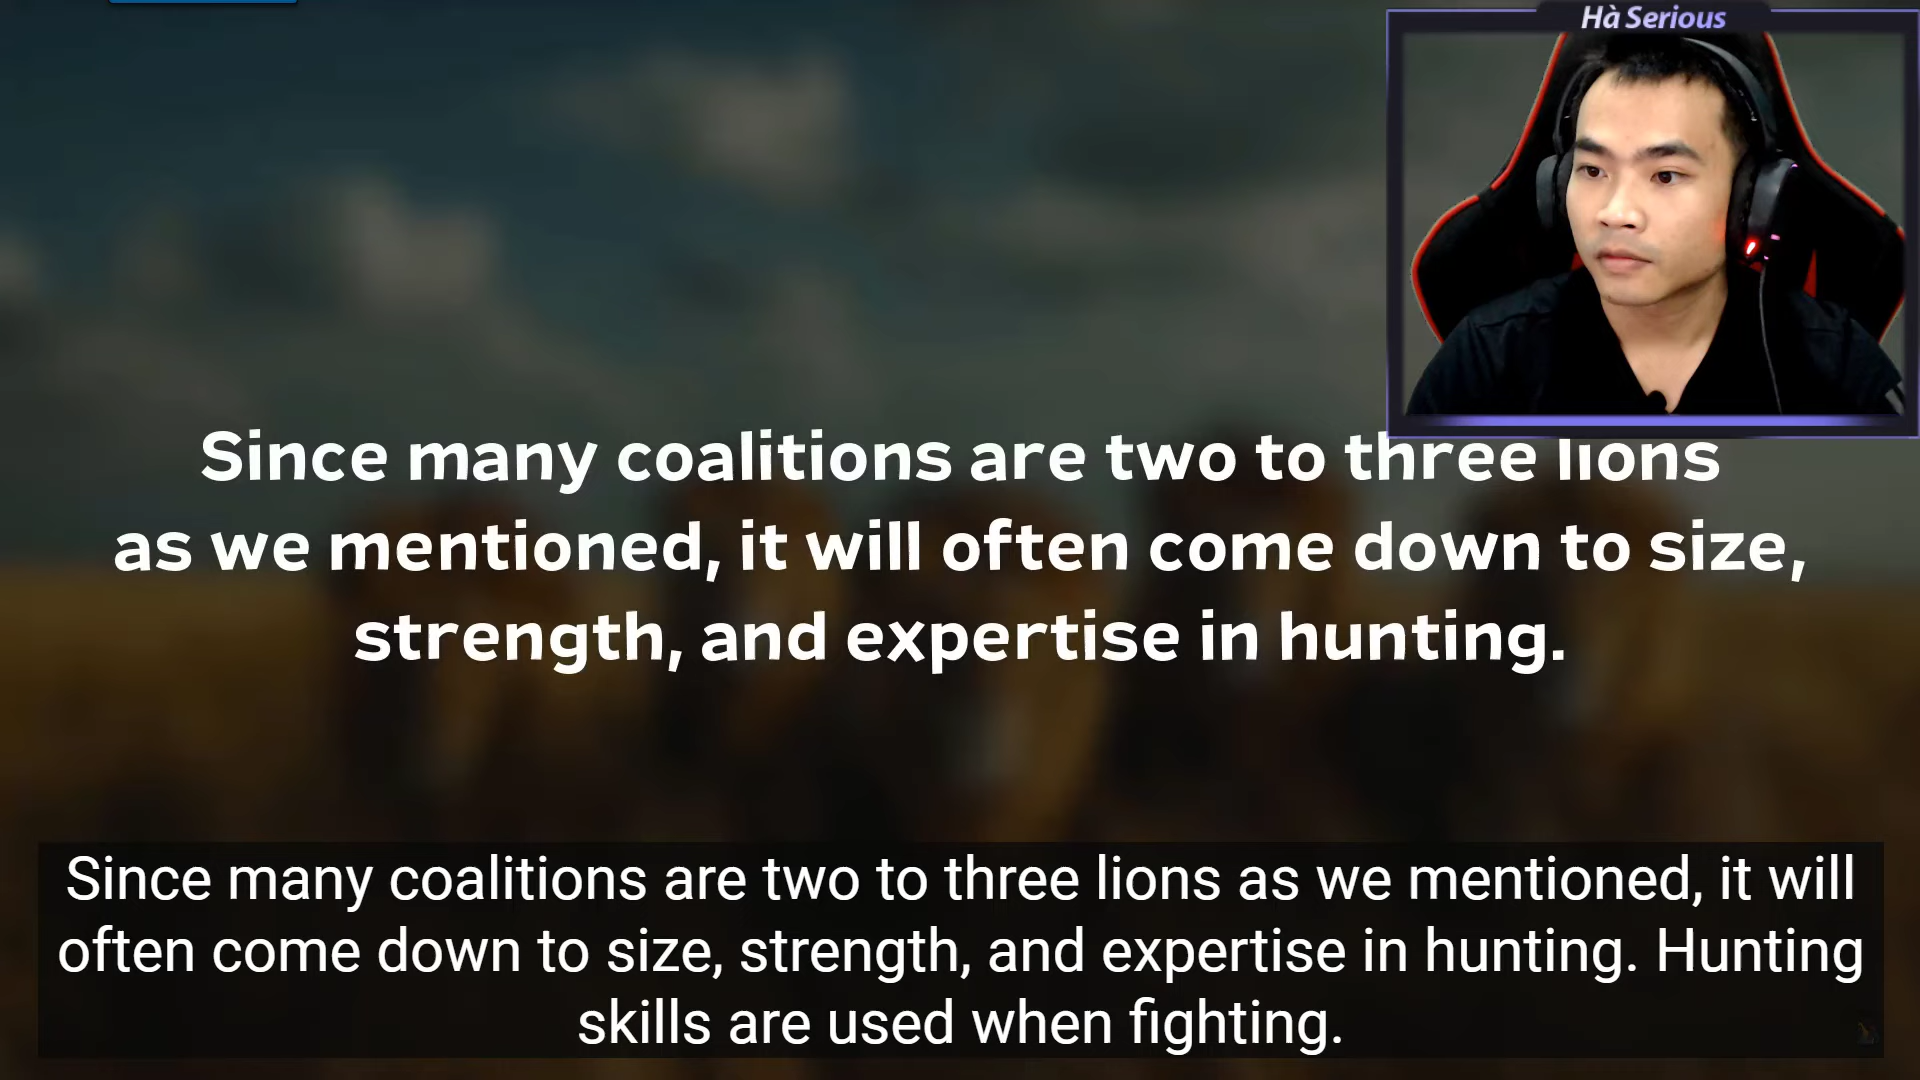 Hà Serious
Since many coalitions are two to three lions
as we mentioned, it will often come down to size,
strength, and expertise in hunting.
Since many coalitions are two to three lions as we mentioned, it will
often come down to size, strength, and expertise in hunting. Hunting
skills are used when fighting.